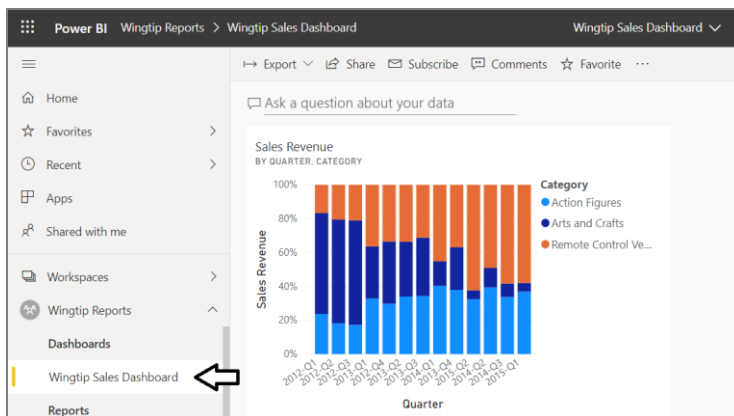 Power BI Wingtip Reports > Wingtip Sales Dashboard
Wingtip Sales Dashboard
Export
Share
Subscribe
Comments
Favorite
Home
Favorites
Recent
Apps
Shared with me
Workspaces
Wingtip Reports
Dashboards
Wingtip Sales Dashboard
Reports
Ask a question about your data
Sales Revenue
BY QUARTER, CATEGORY
100%
80%
60%
40%
20%
0%
Sales Revenue
2012-Q1
2012-Q2
2012-Q3
2013-Q1
2012-Q4
2013-Q2
2013-Q3
2014-Q1
2013-Q4
2015-Q2
2014-Q2
2014-Q4
2014-Q3
2015-Q1
Quarter
Category
Action Figures
Arts and Crafts
Remote Control Ve...